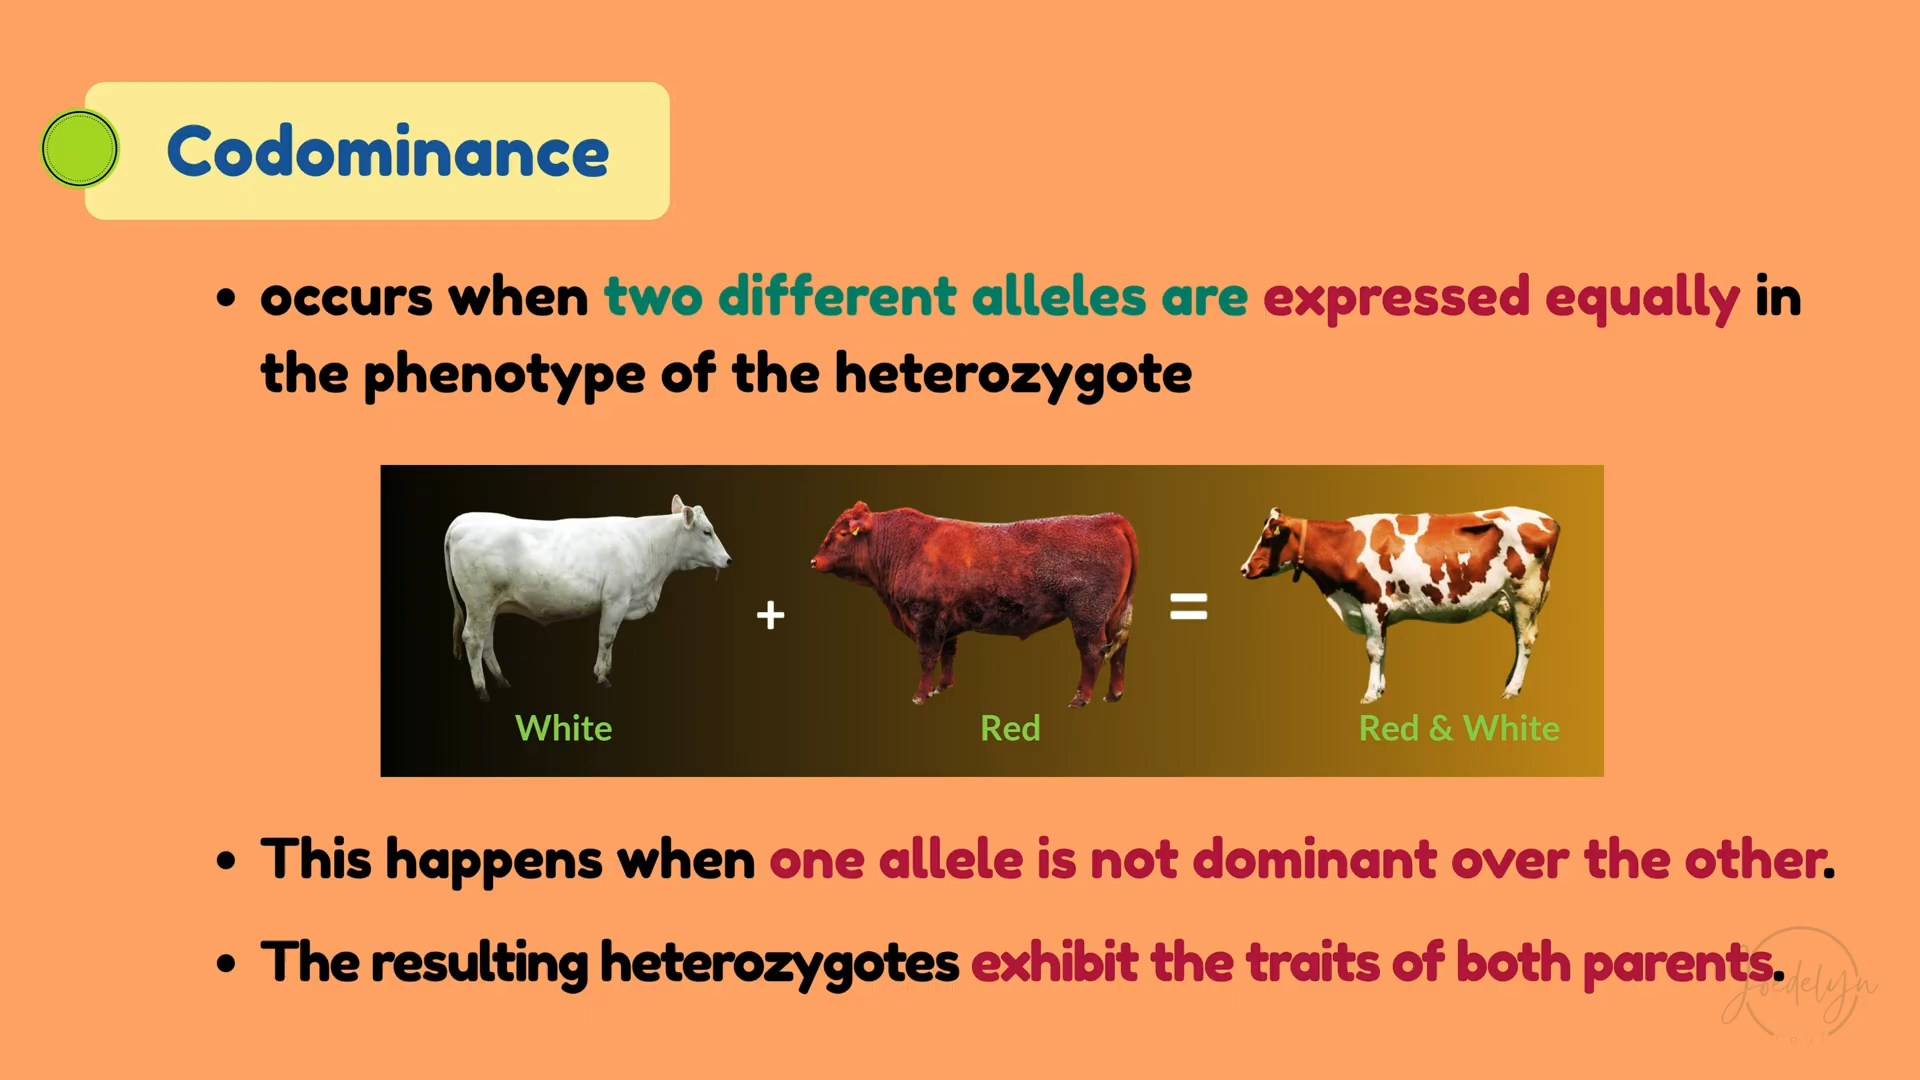 Codominance
• occurs when two different alleles are expressed equally in
the phenotype of the heterozygote
+
=
White
Red
Red & White
• This happens when one allele is not dominant over the other.
• The resulting heterozygotes exhibit the traits of both parents.
Joedelyn